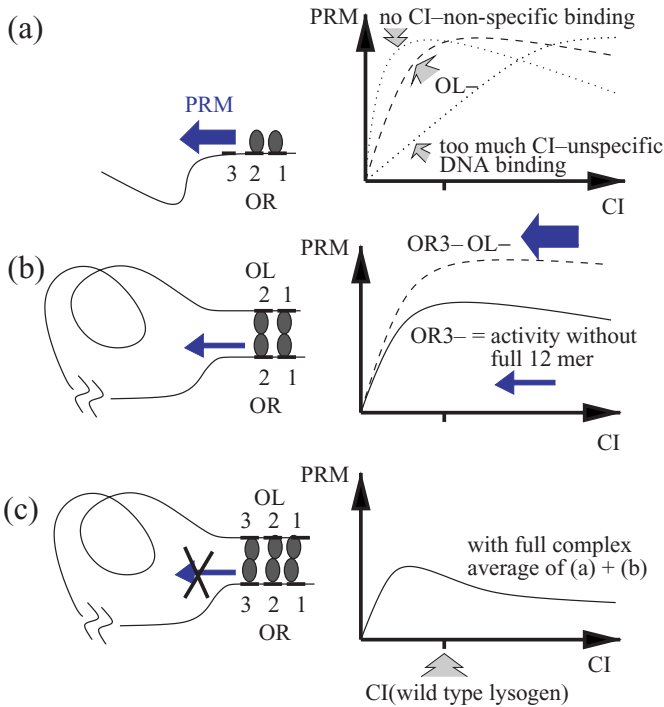 (a)
PRM
3 2 1
OR
PRM
no CI–non-specific binding
OL–
too much CI–unspecific
DNA binding
CI
(b)
OL
2 1
2 1
OR
PRM
OR3– OL–
OR3– = activity without
full 12 mer
CI
(c)
OL
3 2 1
3 2 1
OR
PRM
with full complex
average of (a) + (b)
CI
CI(wild type lysogen)